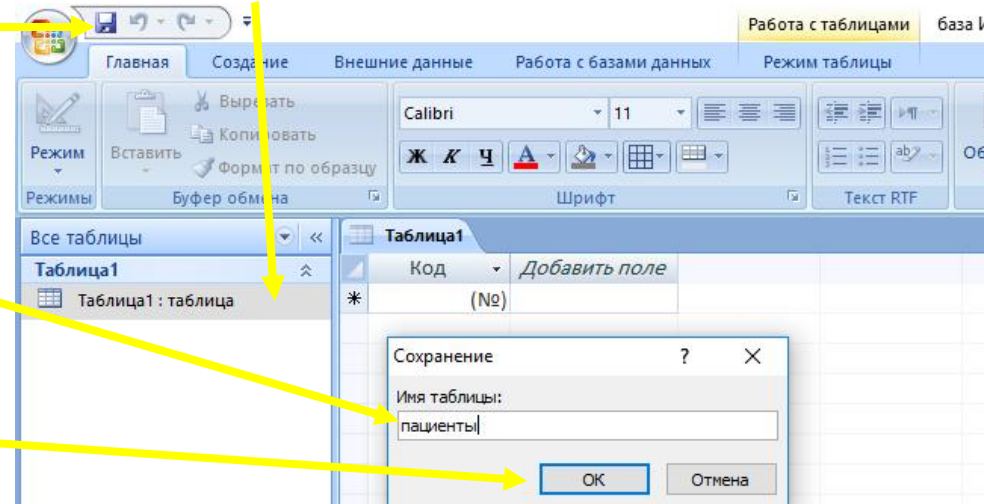 Работа с таблицами база И
Главная Создание Внешние данные Работа с базами данных Режим таблицы
Вырезать
Копировать
Формат по образцу
Режим Вставить
Calibri 11
Ж К Ч
Режимы Буфер обмена Шрифт Текст RTF
Все таблицы
Таблица1
Таблица1 : таблица
Таблица1
Код Добавить поле
(№)
Сохранение
Имя таблицы:
пациенты
ОК Отмена